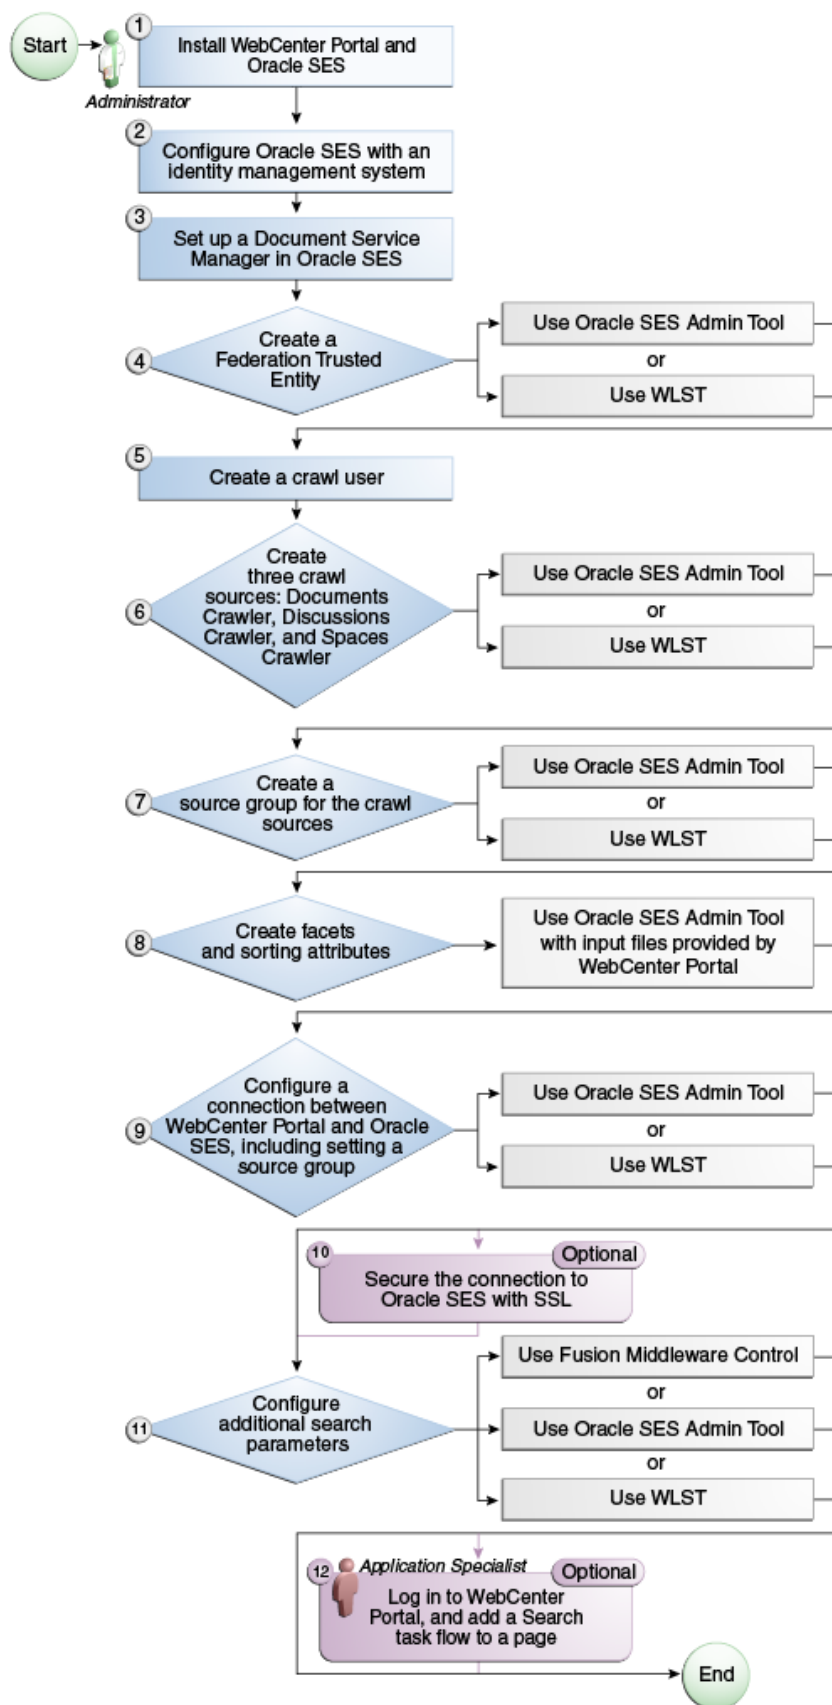 Start
Administrator
1
Install WebCenter Portal and
Oracle SES
2
Configure Oracle SES with an
identity management system
3
Set up a Document Service
Manager in Oracle SES
4
Create a
Federation Trusted
Entity
Use Oracle SES Admin Tool
or
Use WLST
5
Create a crawl user
6
Create
three crawl
sources: Documents
Crawler, Discussions
Crawler, and Spaces
Crawler
Use Oracle SES Admin Tool
or
Use WLST
7
Create a
source group for the crawl
sources
Use Oracle SES Admin Tool
or
Use WLST
8
Create facets
and sorting attributes
Use Oracle SES Admin Tool
with input files provided by
WebCenter Portal
9
Configure a
connection between
WebCenter Portal and Oracle
SES, including setting a
source group
Use Oracle SES Admin Tool
or
Use WLST
10
Optional
Secure the connection to
Oracle SES with SSL
11
Configure
additional search
parameters
Use Fusion Middleware Control
or
Use Oracle SES Admin Tool
or
Use WLST
12
Application Specialist
Optional
Log in to WebCenter
Portal, and add a Search
task flow to a page
End